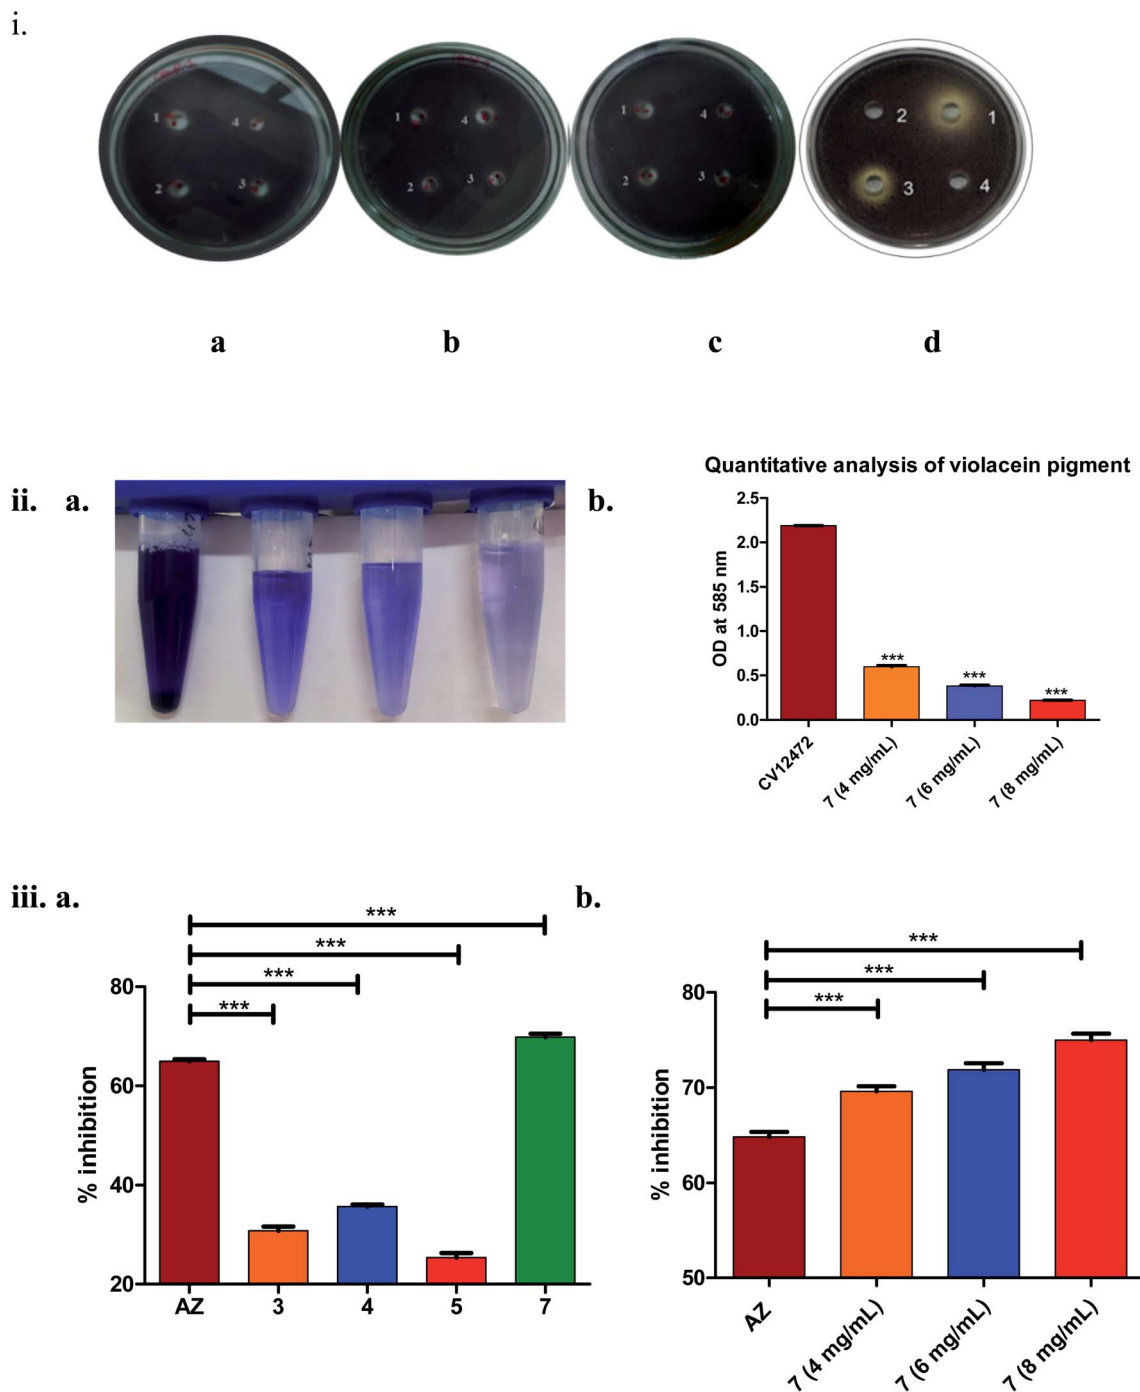 i.
1 4 1 4 1 4 2 1
2 3 2 3 2 3 3 4
a b c d
Quantitative analysis of violacein pigment
ii. a. b.
2.5
2.0
1.5
1.0
0.5
0.0
OD at 585 nm
*** *** ***
CV12472 7 (4 mg/mL) 7 (6 mg/mL) 7 (8 mg/mL)
iii. a. b.
***
***
***
***
80
60
40
20
% inhibition
AZ 3 4 5 7
***
***
***
80
70
60
50
% inhibition
AZ 7 (4 mg/mL) 7 (6 mg/mL) 7 (8 mg/mL)